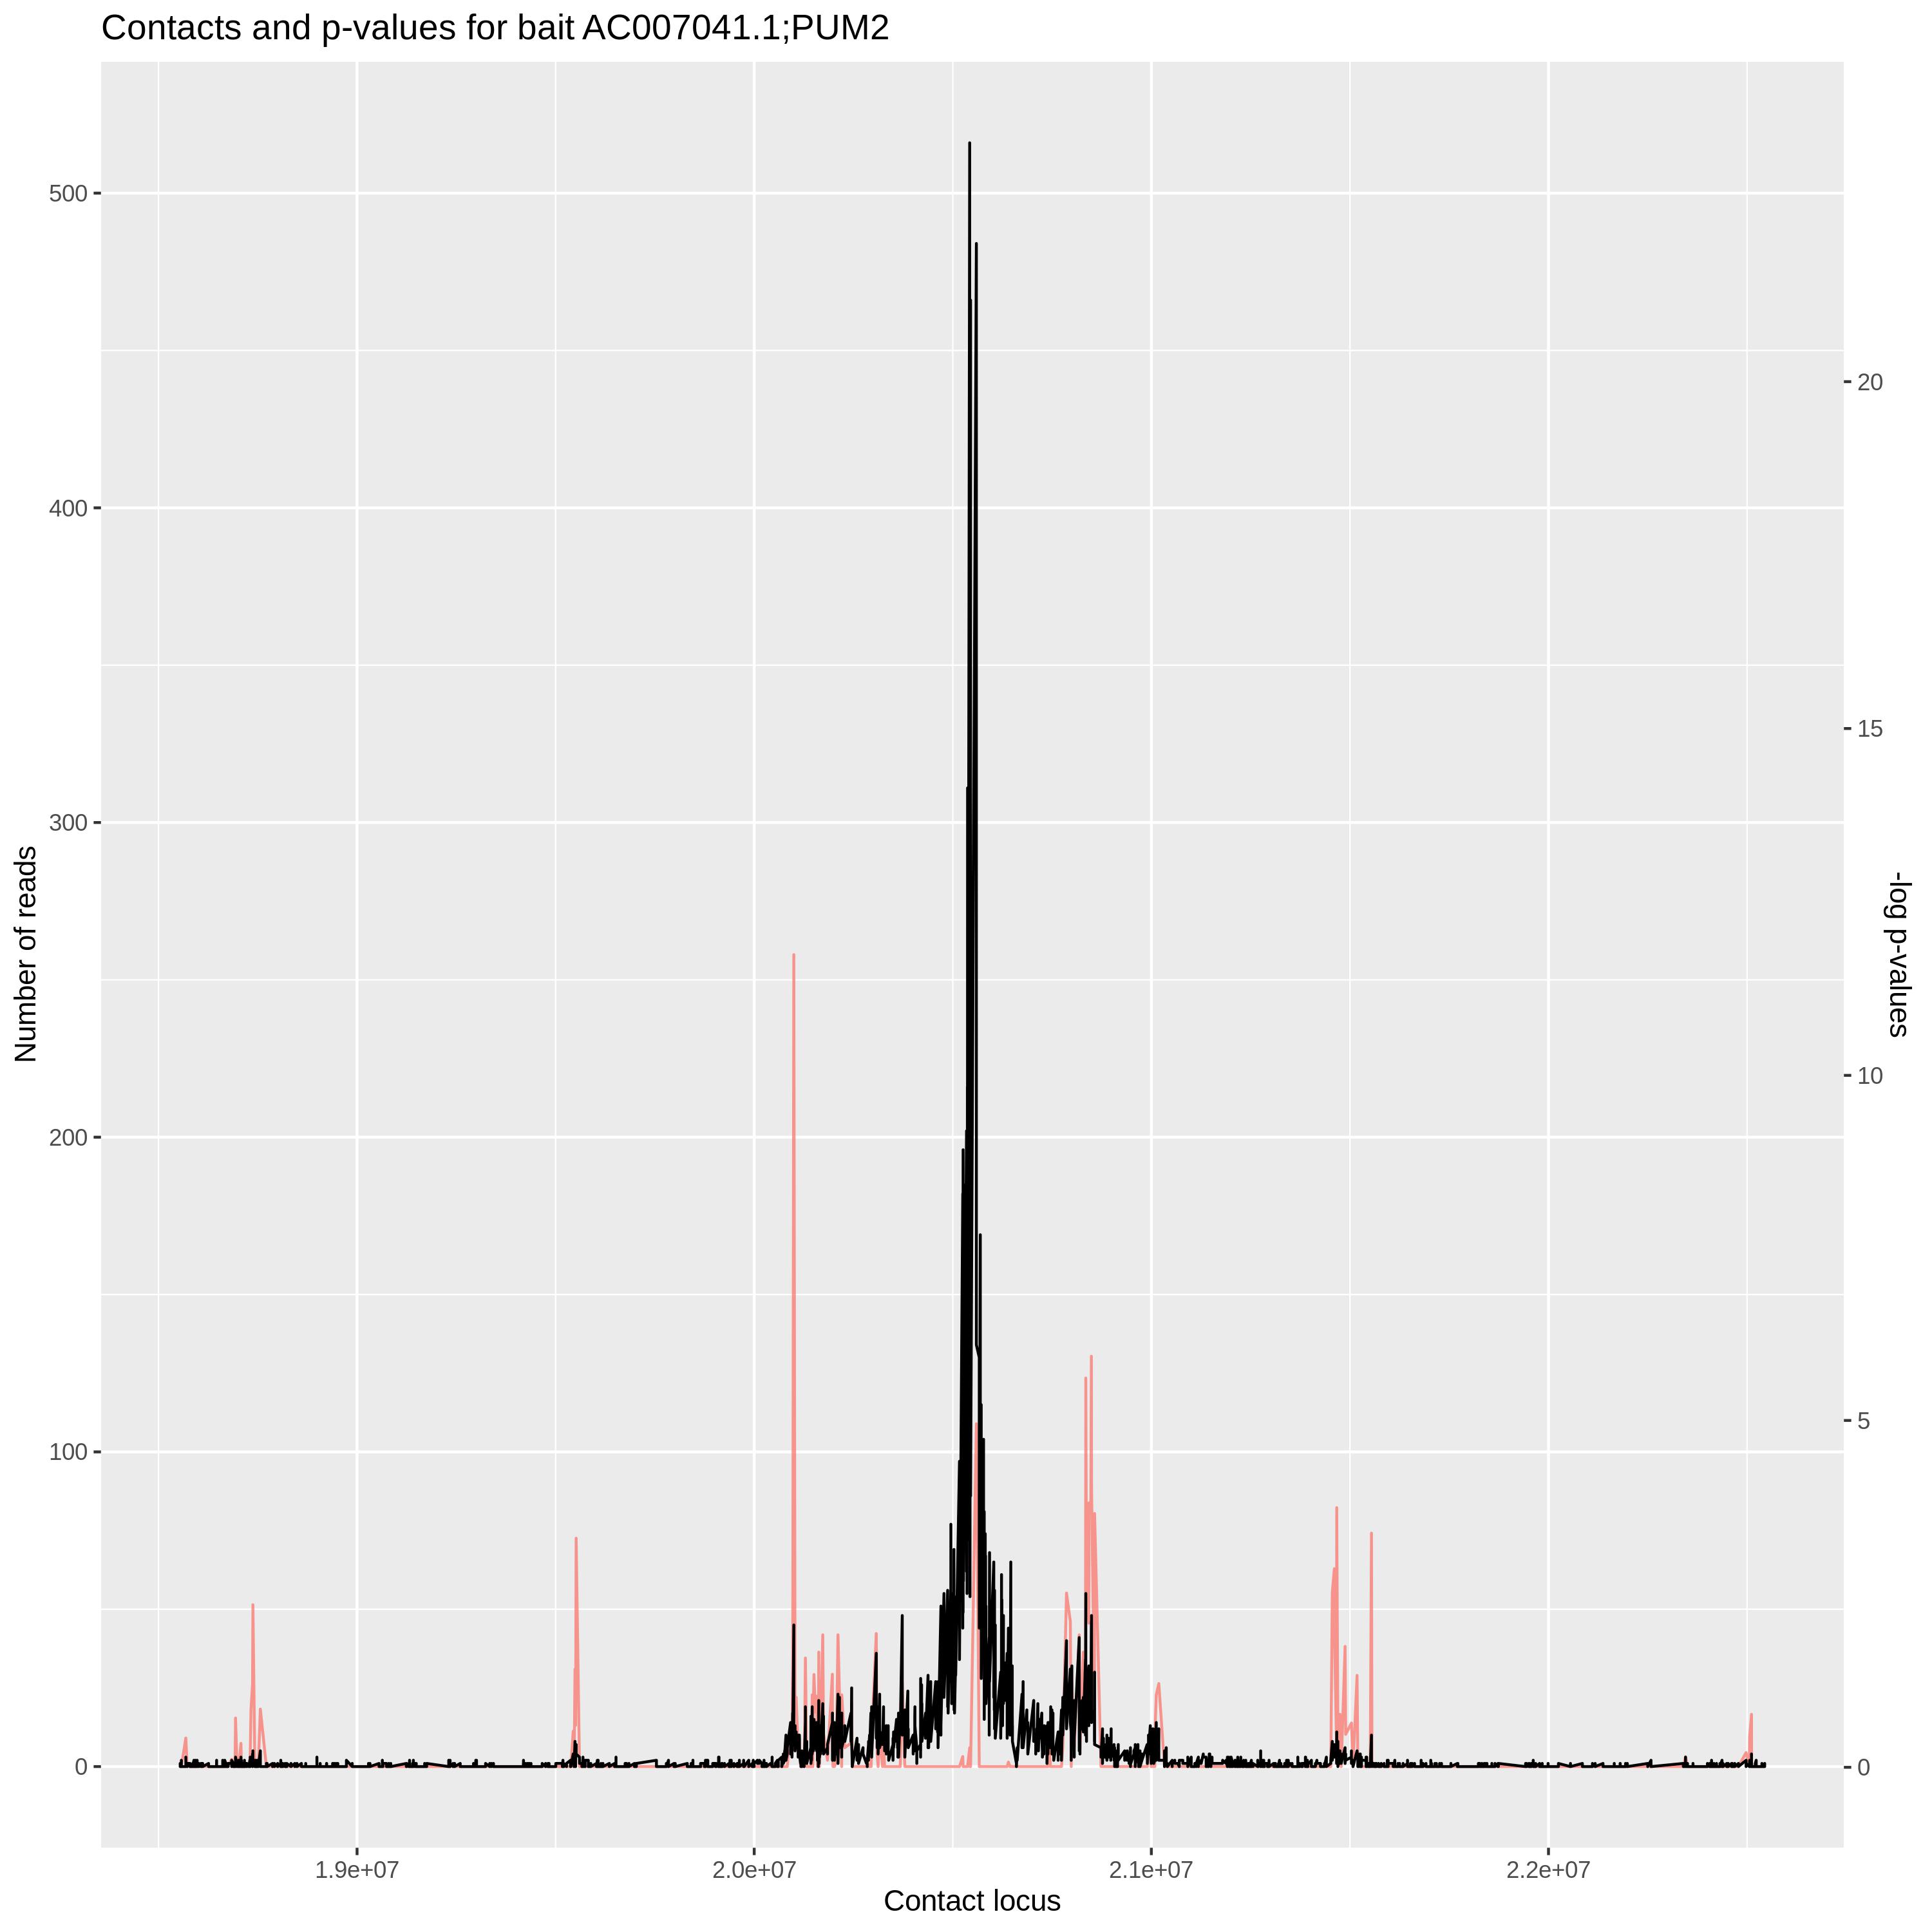 Contacts and p-values for bait AC007041.1;PUM2
500
400
300
200
100
0
Number of reads
20
15
10
5
0
-log p-values
1.9e+07 2.0e+07 2.1e+07 2.2e+07
Contact locus